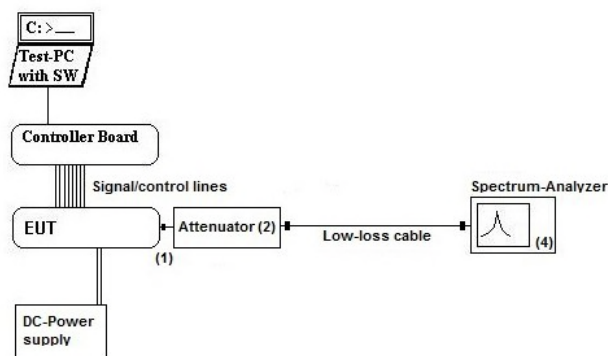 C: >__
Test-PC
with SW
Controller Board
Signal/control lines
Spectrum-Analyzer
EUT
Attenuator (2)
Low-loss cable
(4)
(1)
DC-Power
supply